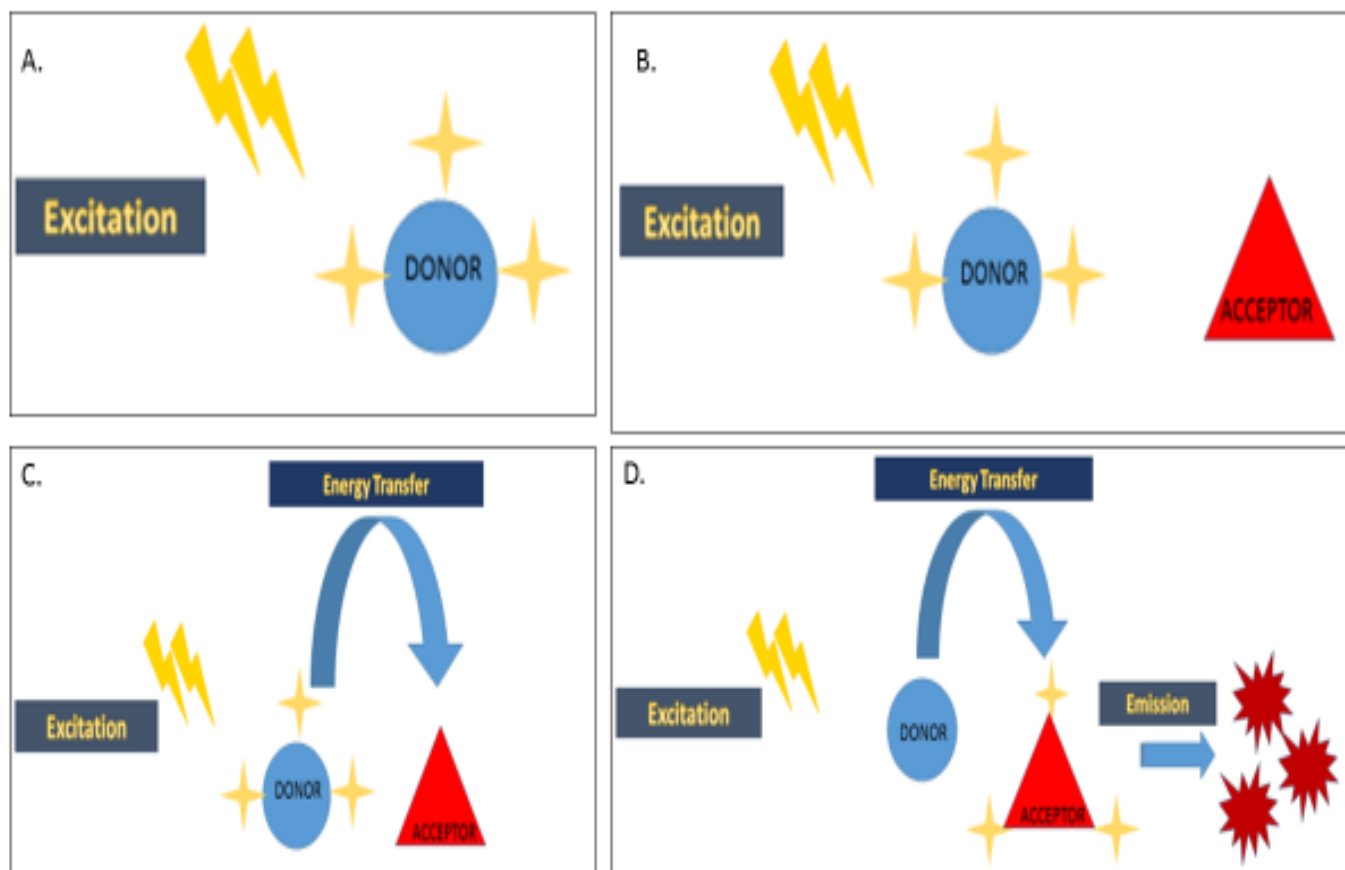 A.
Excitation
DONOR
B.
Excitation
DONOR
ACCEPTOR
C.
Energy Transfer
Excitation
DONOR
ACCEPTOR
D.
Energy Transfer
Excitation
DONOR
ACCEPTOR
Emission